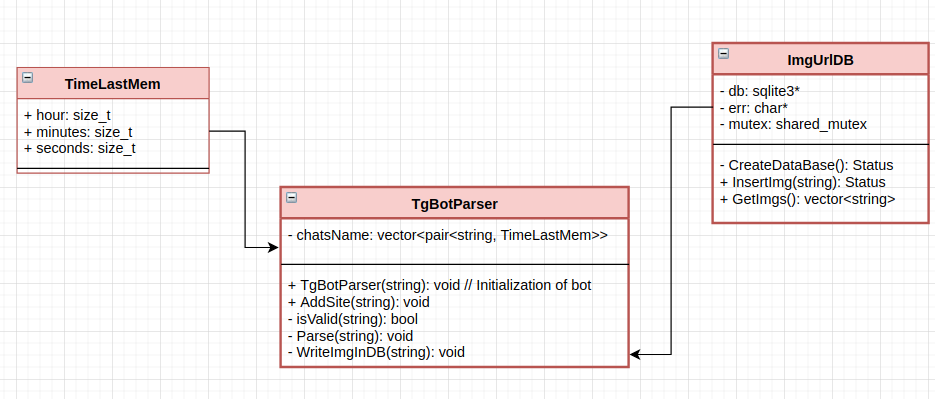 TimeLastMem
+ hour: size_t
+ minutes: size_t
+ seconds: size_t
ImgUrlDB
- db: sqlite3*
- err: char*
- mutex: shared_mutex
- CreateDataBase(): Status
+ InsertImg(string): Status
+ GetImgs(): vector<string>
TgBotParser
- chatsName: vector<pair<string, TimeLastMem>>
+ TgBotParser(string): void // Initialization of bot
+ AddSite(string): void
- isValid(string): bool
- Parse(string): void
- WriteImgInDB(string): void